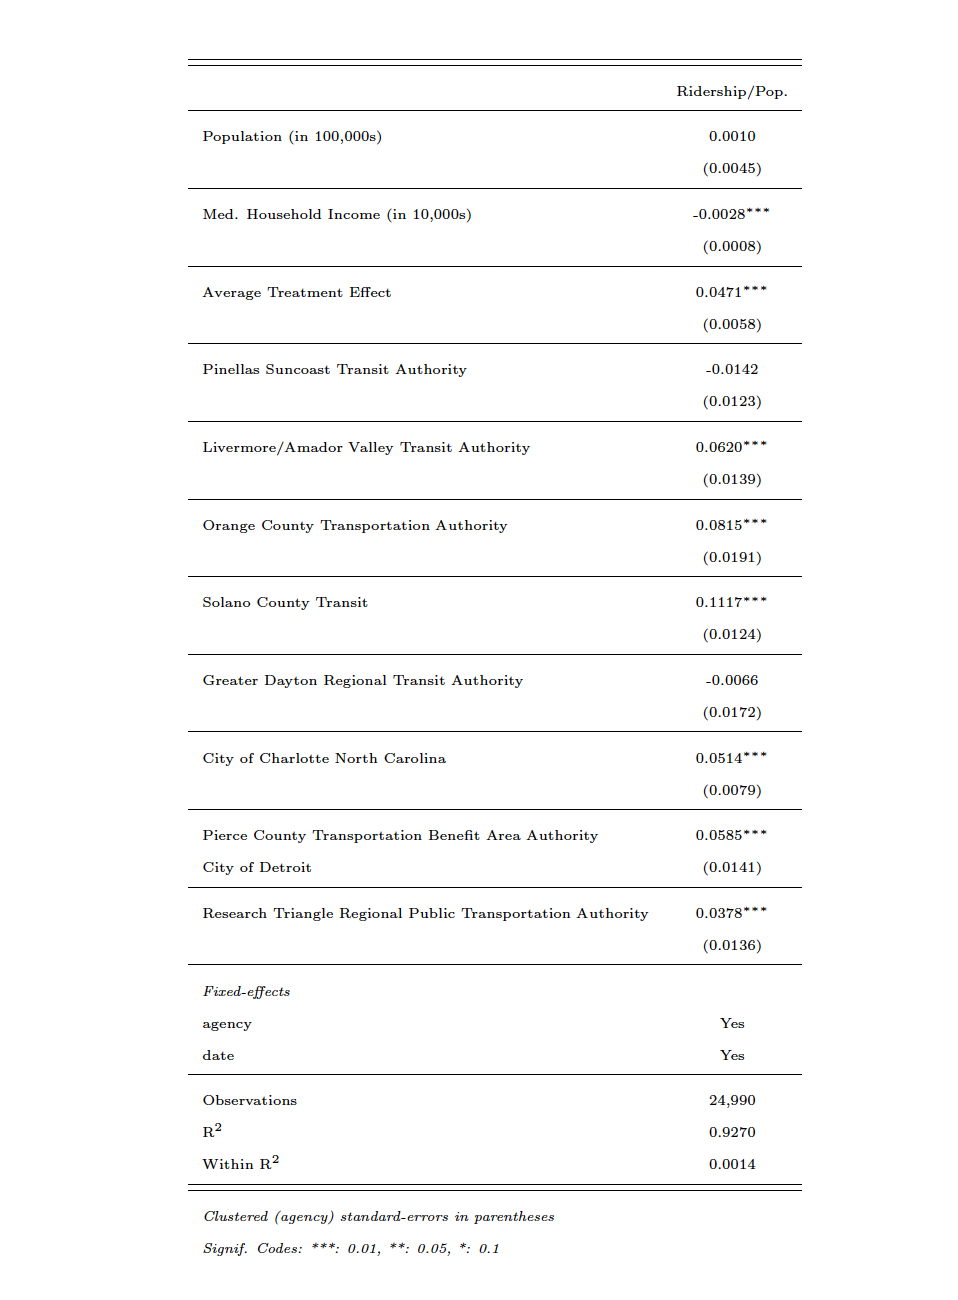 Ridership/Pop.
Population (in 100,000s) 0.0010
(0.0045)
Med. Household Income (in 10,000s) -0.0028***
(0.0008)
Average Treatment Effect 0.0471***
(0.0058)
Pinellas Suncoast Transit Authority -0.0142
(0.0123)
Livermore/Amador Valley Transit Authority 0.0620***
(0.0139)
Orange County Transportation Authority 0.0815***
(0.0191)
Solano County Transit 0.1117***
(0.0124)
Greater Dayton Regional Transit Authority -0.0066
(0.0172)
City of Charlotte North Carolina 0.0514***
(0.0079)
Pierce County Transportation Benefit Area Authority 0.0585***
City of Detroit (0.0141)
Research Triangle Regional Public Transportation Authority 0.0378***
(0.0136)
Fixed-effects
agency Yes
date Yes
Observations 24,990
R² 0.9270
Within R² 0.0014
Clustered (agency) standard-errors in parentheses
Signif. Codes: ***: 0.01, **: 0.05, *: 0.1